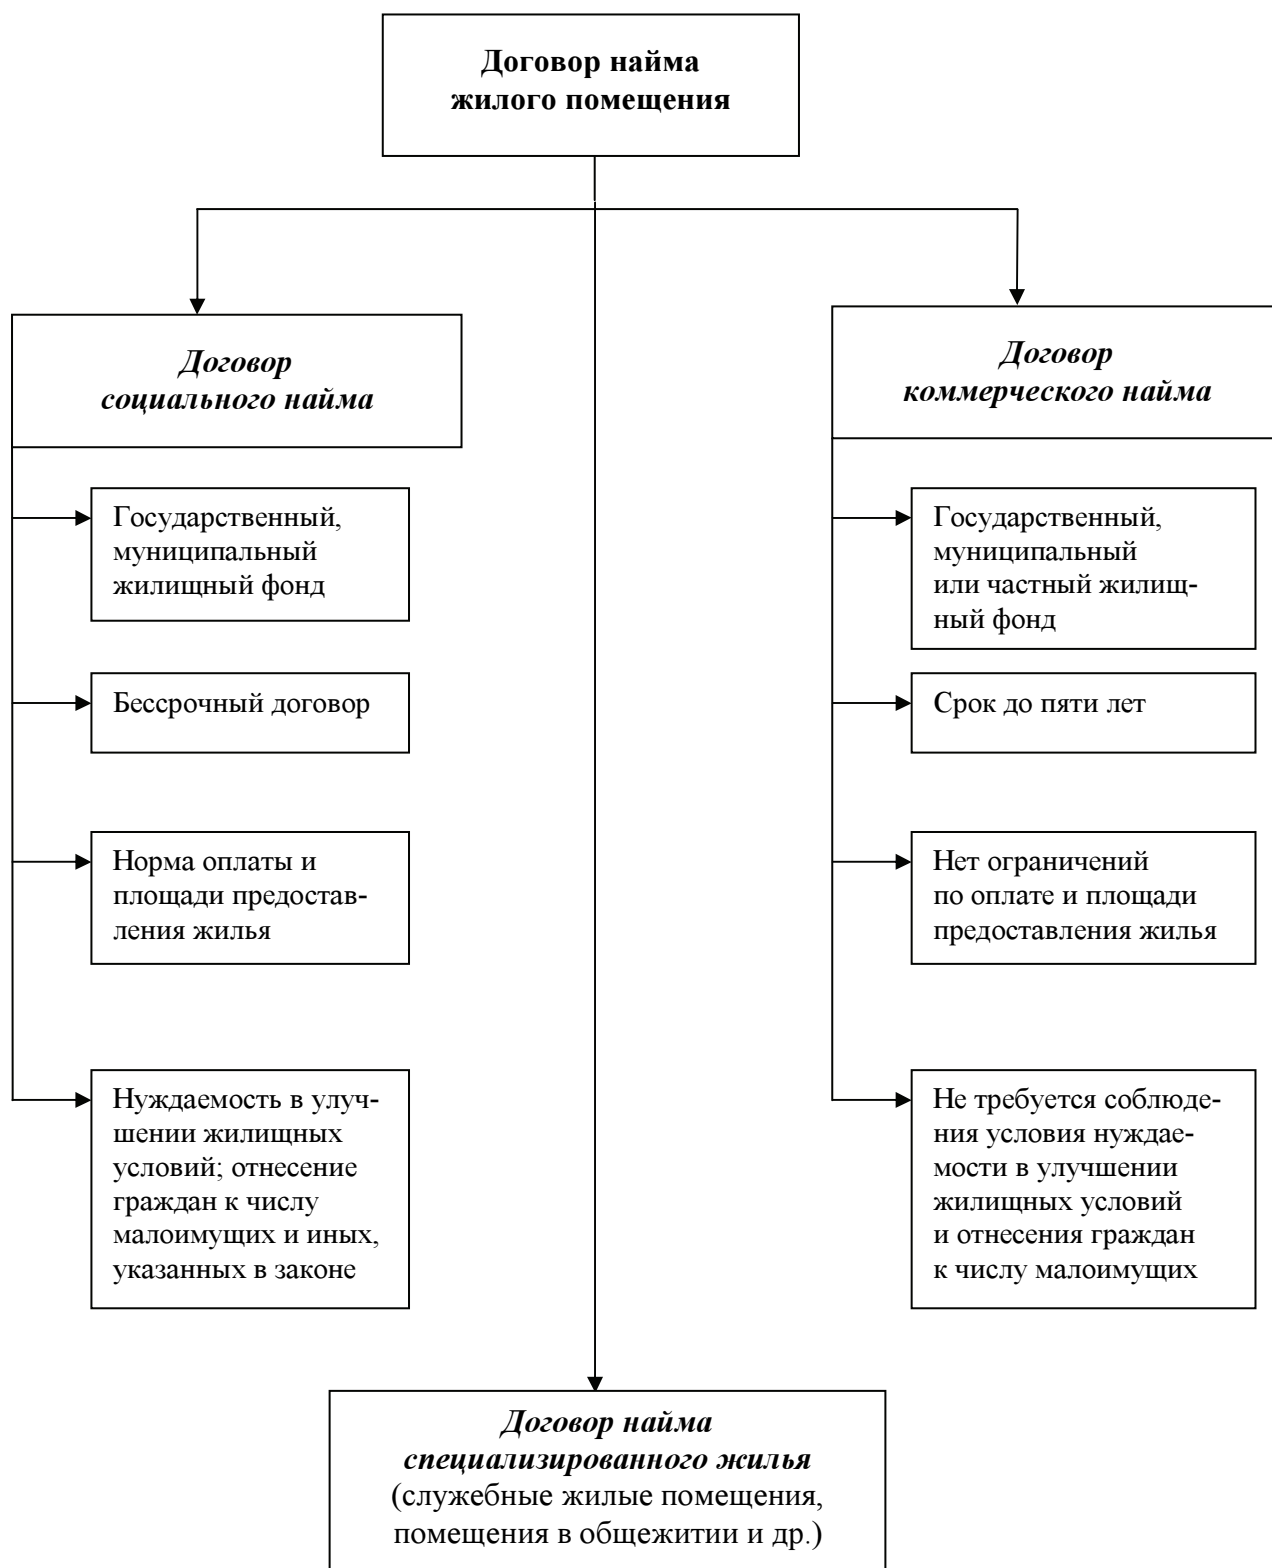 Договор найма
жилого помещения
Договор
социального найма
Государственный,
муниципальный
жилищный фонд
Бессрочный договор
Норма оплаты и
площади предостав-
ления жилья
Нуждаемость в улуч-
шении жилищных
условий; отнесение
граждан к числу
малоимущих и иных,
указанных в законе
Договор
коммерческого найма
Государственный,
муниципальный
или частный жилищ-
ный фонд
Срок до пяти лет
Нет ограничений
по оплате и площади
предоставления жилья
Не требуется соблюде-
ния условия нуждае-
мости в улучшении
жилищных условий
и отнесения граждан
к числу малоимущих
Договор найма
специализированного жилья
(служебные жилые помещения,
помещения в общежитии и др.)